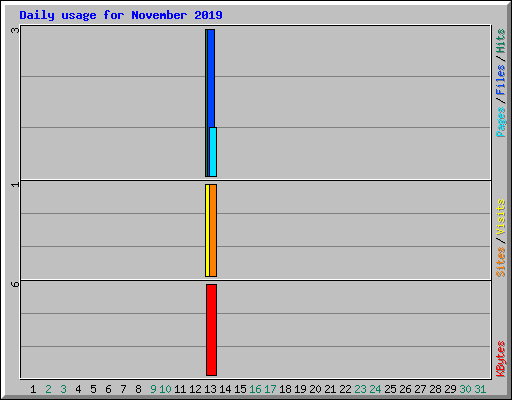 Daily usage for November 2019
3
1
6
Pages/Files/Hits
Sites/Visits
KBytes
1 2 3 4 5 6 7 8 9 10 11 12 13 14 15 16 17 18 19 20 21 22 23 24 25 26 27 28 29 30 31